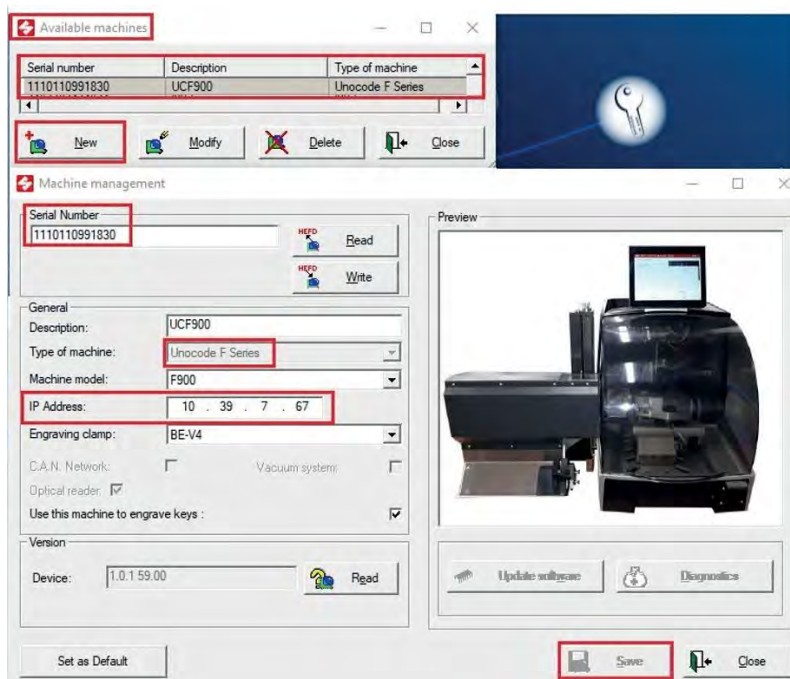 Available machines
Serial number Description Type of machine
1110110991830 UCF900 Unocode F Series
New Modify Delete Close
Machine management
Serial Number
1110110991830
HEFD
Read
HEFD
Write
General
Description: UCF900
Type of machine: Unocode F Series
Machine model: F900
IP Address: 10 . 39 . 7 . 67
Engraving clamp: BE-V4
C.A.N. Network: Vacuum system:
Optical reader
Use this machine to engrave keys :
Version
Device: 1.0.1 59.00 Read
Set as Default
Preview
Update software Diagnostics
Save Close